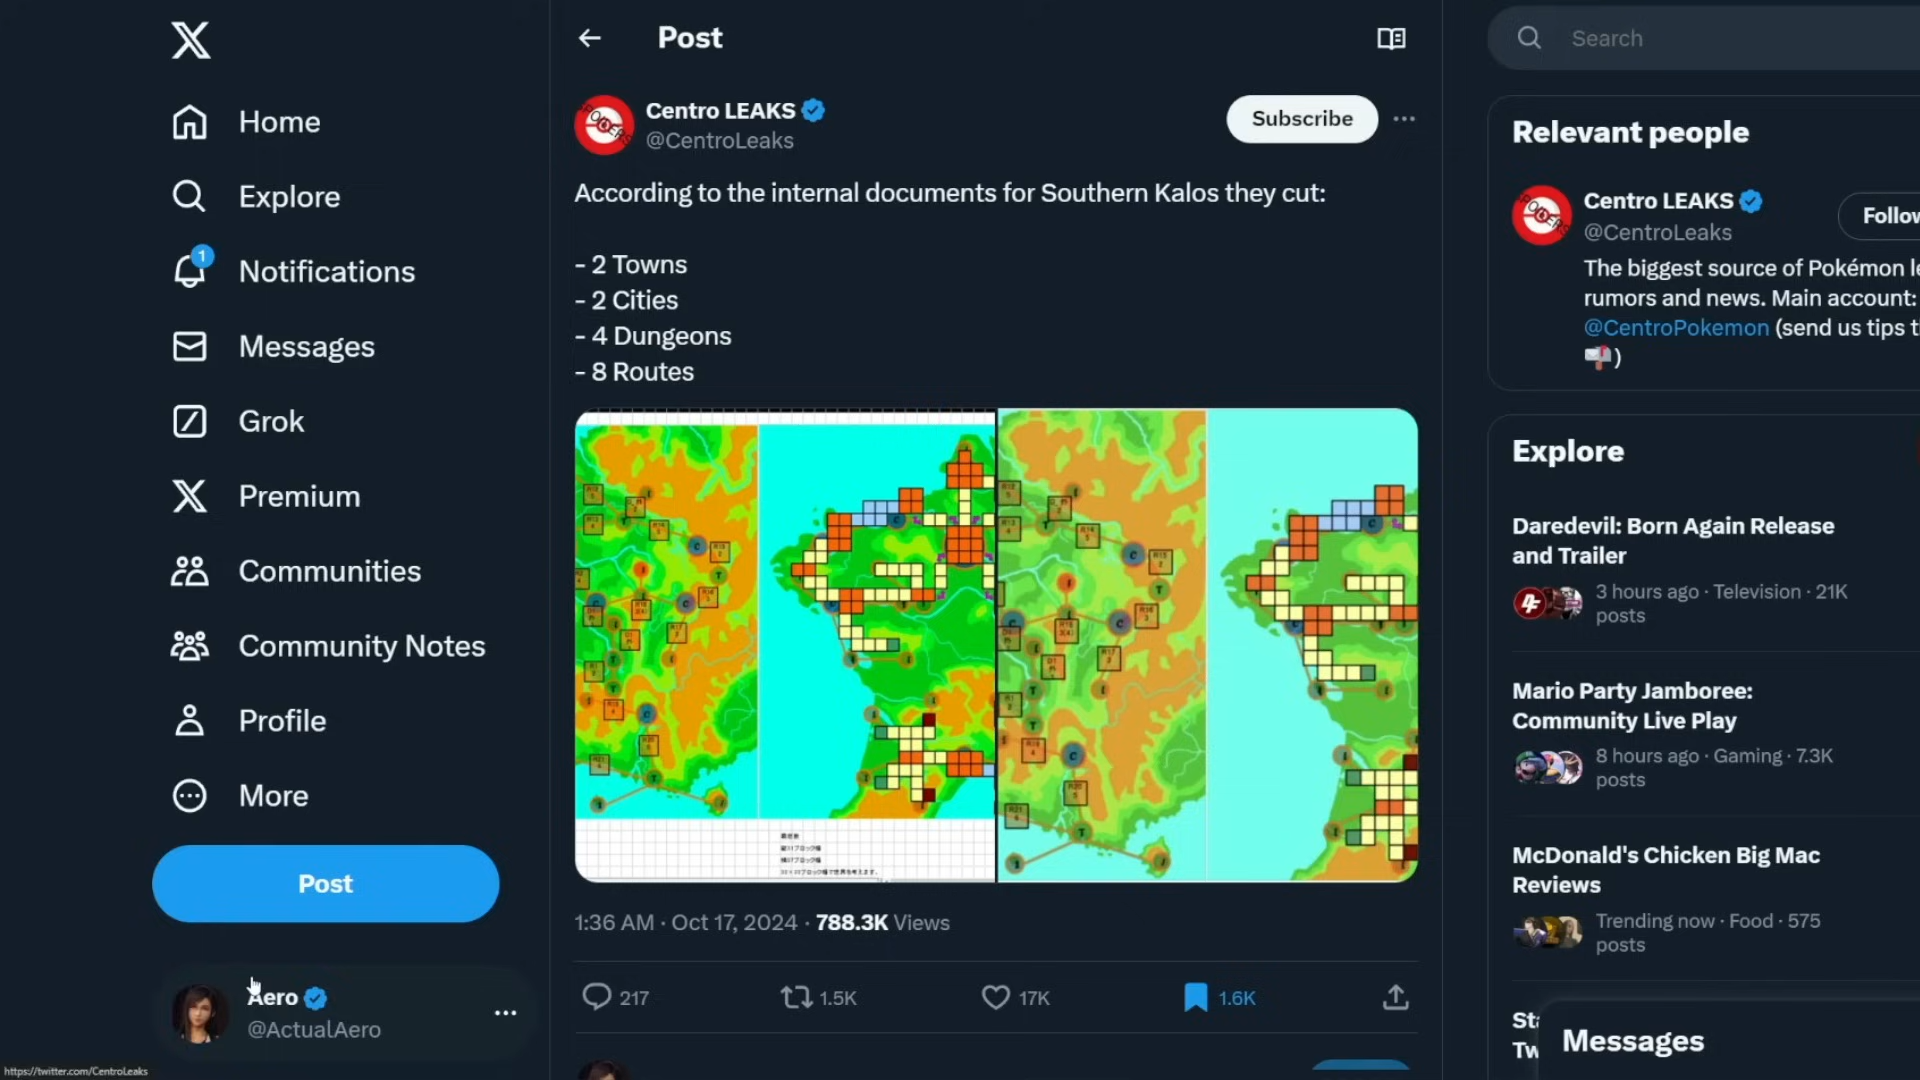 Home
Explore
1
Notifications
Messages
Grok
Premium
Communities
Community Notes
Profile
More
Post
Aero
@ActualAero
https://twitter.com/CentroLeaks
Post
Centro LEAKS
@CentroLeaks
Subscribe
According to the internal documents for Southern Kalos they cut:
- 2 Towns
- 2 Cities
- 4 Dungeons
- 8 Routes
1:36 AM · Oct 17, 2024 · 788.3K Views
217
1.5K
17K
1.6K
Search
Relevant people
Centro LEAKS
@CentroLeaks
Follow
The biggest source of Pokémon
rumors and news. Main account:
@CentroPokemon (send us tips
)
Explore
Daredevil: Born Again Release
and Trailer
3 hours ago · Television · 21K
posts
Mario Party Jamboree:
Community Live Play
8 hours ago · Gaming · 7.3K
posts
McDonald's Chicken Big Mac
Reviews
Trending now · Food · 575
posts
Messages